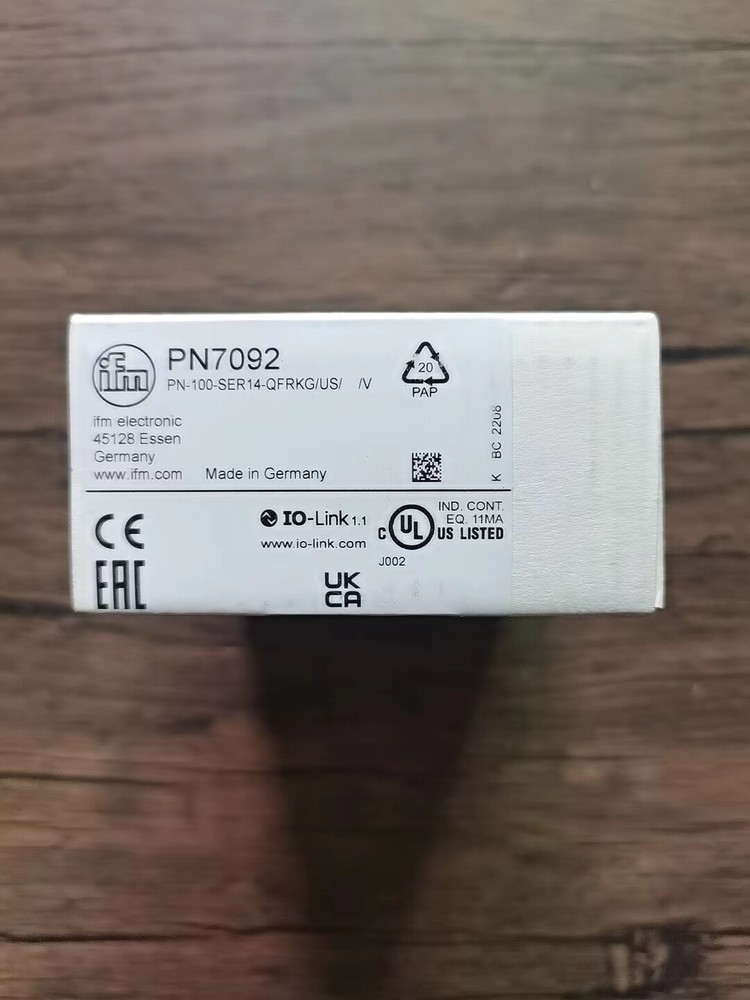 ifm
PN7092
PN-100-SER14-QFRKG/US/ /V
ifm electronic
45128 Essen
Germany
www.ifm.com Made in Germany
20
PAP
K BC 2208
CE
EAC
IO-Link 1.1
www.io-link.com
UK
CA
C UL US LISTED
IND. CONT.
EQ. 11MA
J002